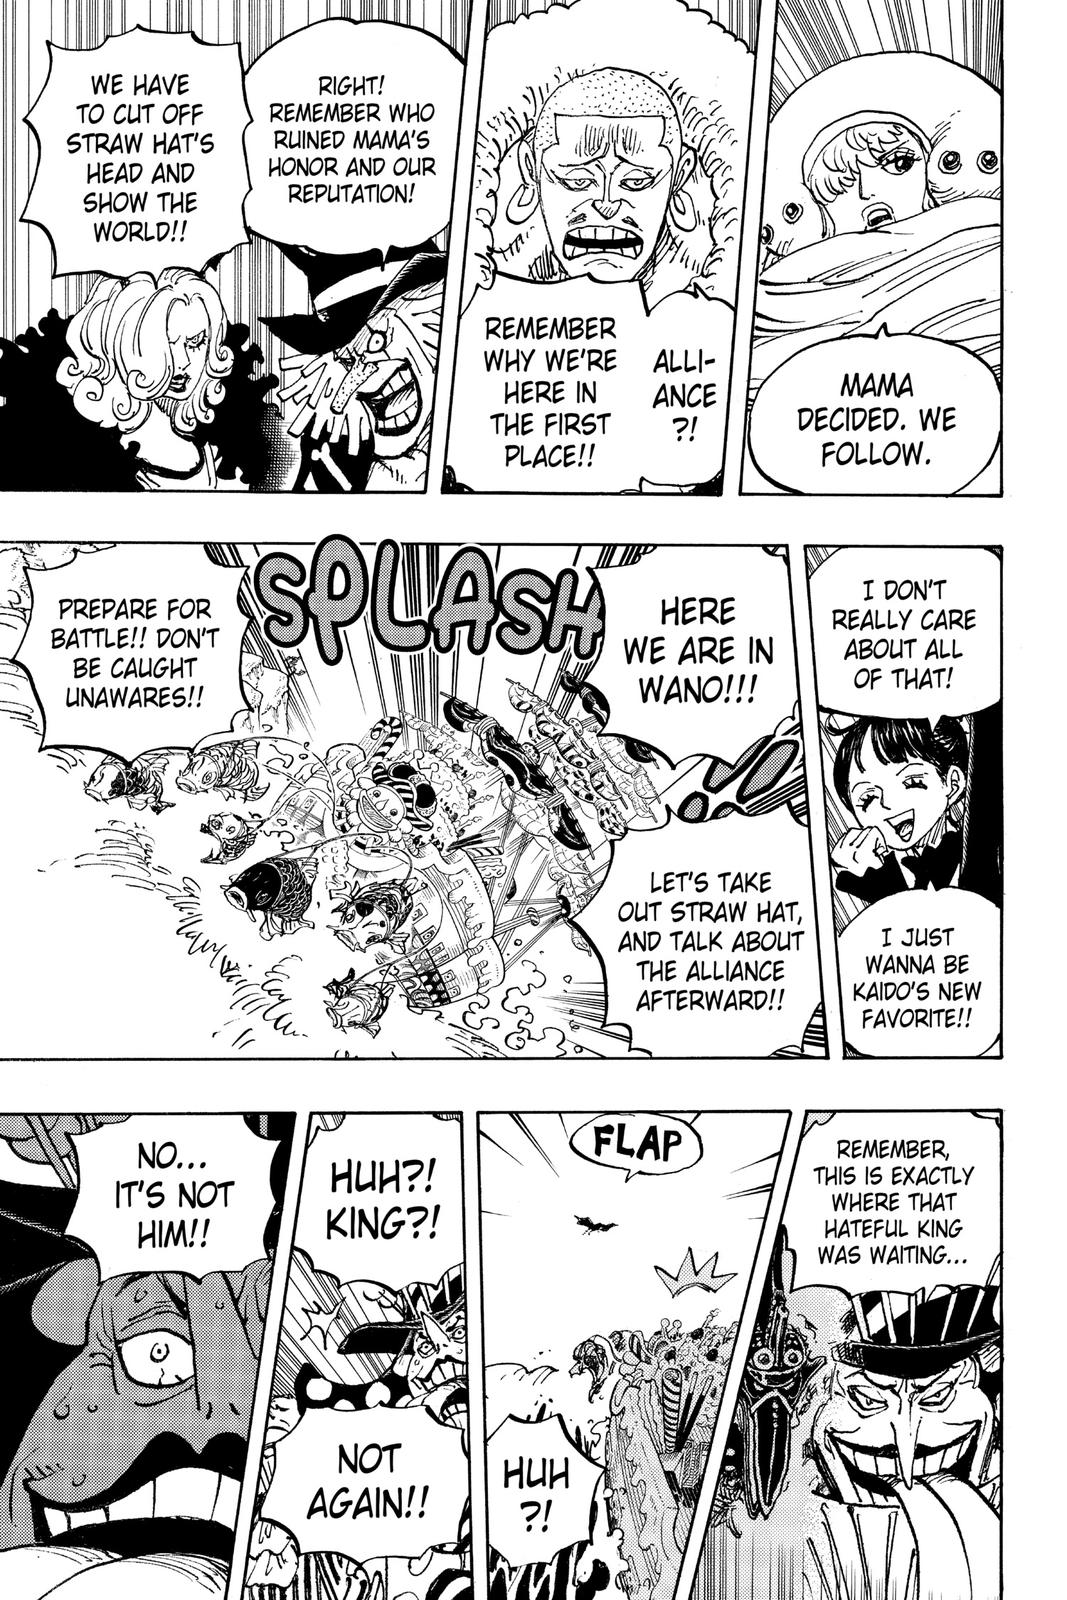 MAMA
DECIDED. WE
FOLLOW.
ALLI-
ANCE
?!
REMEMBER
WHY WE'RE
HERE IN
THE FIRST
PLACE!!
RIGHT!
REMEMBER WHO
RUINED MAMA'S
HONOR AND OUR
REPUTATION!
WE HAVE
TO CUT OFF
STRAW HAT'S
HEAD AND
SHOW THE
WORLD!!
I DON'T
REALLY CARE
ABOUT ALL
OF THAT!
I JUST
WANNA BE
KAIDO'S NEW
FAVORITE!!
HERE
WE ARE IN
WANO!!!
!!
LET'S TAKE
OUT STRAW HAT,
AND TALK ABOUT
THE ALLIANCE
AFTERWARD!!
SPLASH
PREPARE FOR
BATTLE!! DON'T
BE CAUGHT
UNAWARES!!
REMEMBER,
THIS IS EXACTLY
WHERE THAT
HATEFUL KING
WAS WAITING...
FLAP
HUH
?!
HUH?!
KING?!
NOT
AGAIN!!
NO...
IT'S NOT
HIM!!